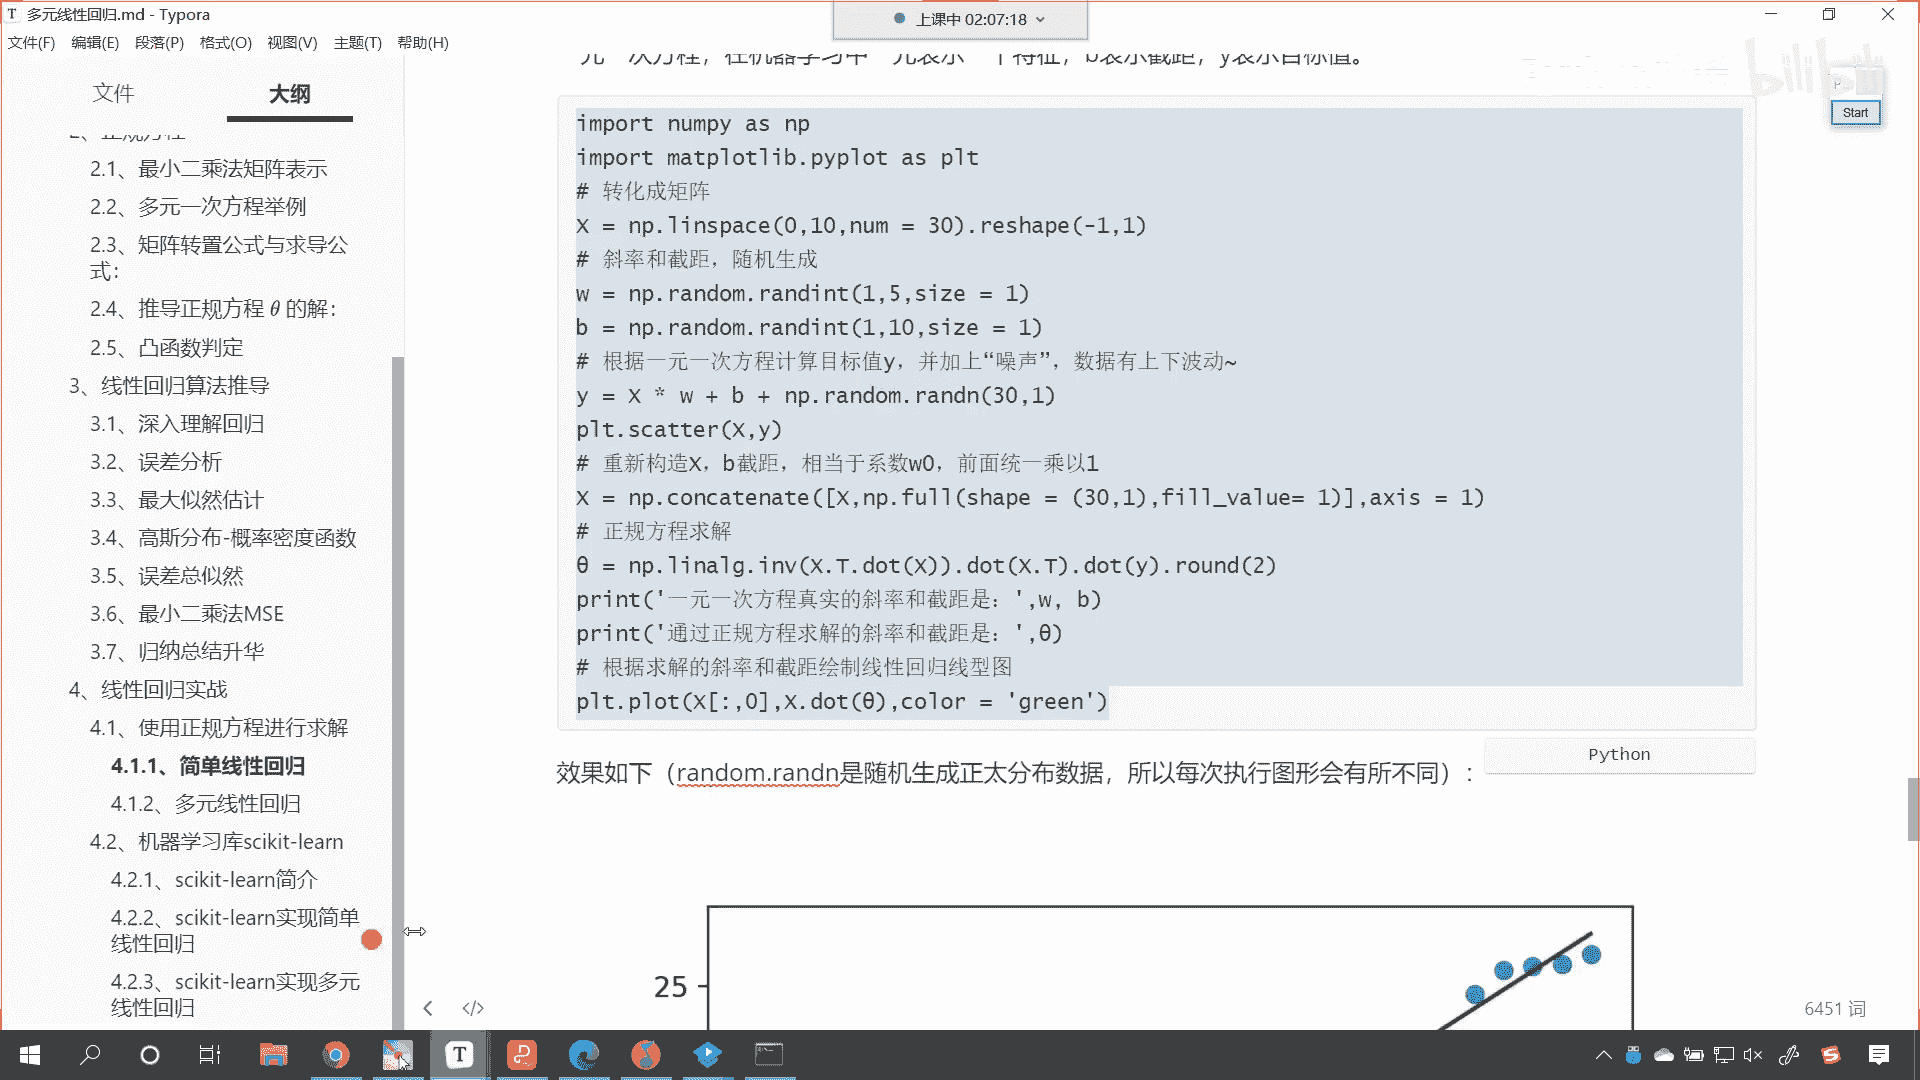 多元线性回归.md - Typora
上课中 02:07:18
文件(F) 编辑(E) 段落(P) 格式(O) 视图(V) 主题(T) 帮助(H)
文件
大纲
2.1、最小二乘法矩阵表示
2.2、多元一次方程举例
2.3、矩阵转置公式与求导公
式：
2.4、推导正规方程 θ 的解：
2.5、凸函数判定
3、线性回归算法推导
3.1、深入理解回归
3.2、误差分析
3.3、最大似然估计
3.4、高斯分布-概率密度函数
3.5、误差总似然
3.6、最小二乘法MSE
3.7、归纳总结升华
4、线性回归实战
4.1、使用正规方程进行求解
4.1.1、简单线性回归
4.1.2、多元线性回归
4.2、机器学习库scikit-learn
4.2.1、scikit-learn简介
4.2.2、scikit-learn实现简单
线性回归
4.2.3、scikit-learn实现多元
线性回归
import numpy as np
import matplotlib.pyplot as plt
# 转化成矩阵
X = np.linspace(0,10,num = 30).reshape(-1,1)
# 斜率和截距，随机生成
w = np.random.randint(1,5,size = 1)
b = np.random.randint(1,10,size = 1)
# 根据一元一次方程计算目标值y，并加上“噪声”，数据有上下波动~
y = X * w + b + np.random.randn(30,1)
plt.scatter(X,y)
# 重新构造X，b截距，相当于系数w0，前面统一乘以1
X = np.concatenate([X,np.full(shape = (30,1),fill_value= 1)],axis = 1)
# 正规方程求解
θ = np.linalg.inv(X.T.dot(X)).dot(X.T).dot(y).round(2)
print('一元一次方程真实的斜率和截距是：',w, b)
print('通过正规方程求解的斜率和截距是：',θ)
# 根据求解的斜率和截距绘制线性回归线型图
plt.plot(X[:,0],X.dot(θ),color = 'green')
Python
效果如下（random.randn是随机生成正太分布数据，所以每次执行图形会有所不同）：
25
6451 词
bilibili
Start